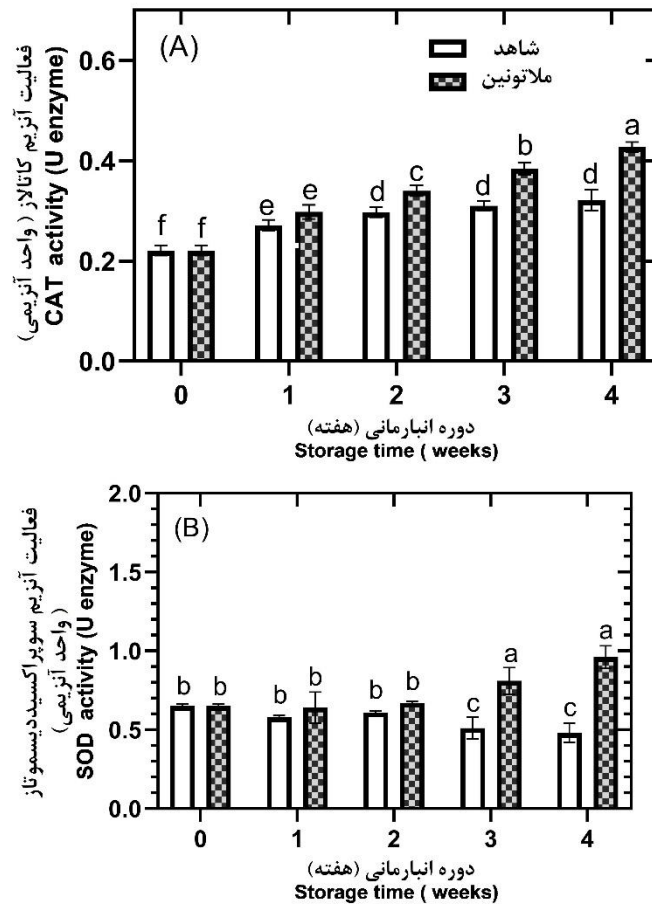 (A)
شاهد
ملاتونین
فعالیت آنزیم کاتالاز ( واحد آنزیمی)
CAT activity (U enzyme)
0.6
0.4
0.2
0.0
f f e e d c d b d a
0 1 2 3 4
دوره انبارمانی (هفته)
Storage time ( weeks)
(B)
فعالیت آنزیم سوپراکسیددیسموتاز
( واحد آنزیمی)
SOD activity (U enzyme)
2.0
1.5
1.0
0.5
0.0
b b b b b b c a c a
0 1 2 3 4
دوره انبارمانی (هفته)
Storage time ( weeks)